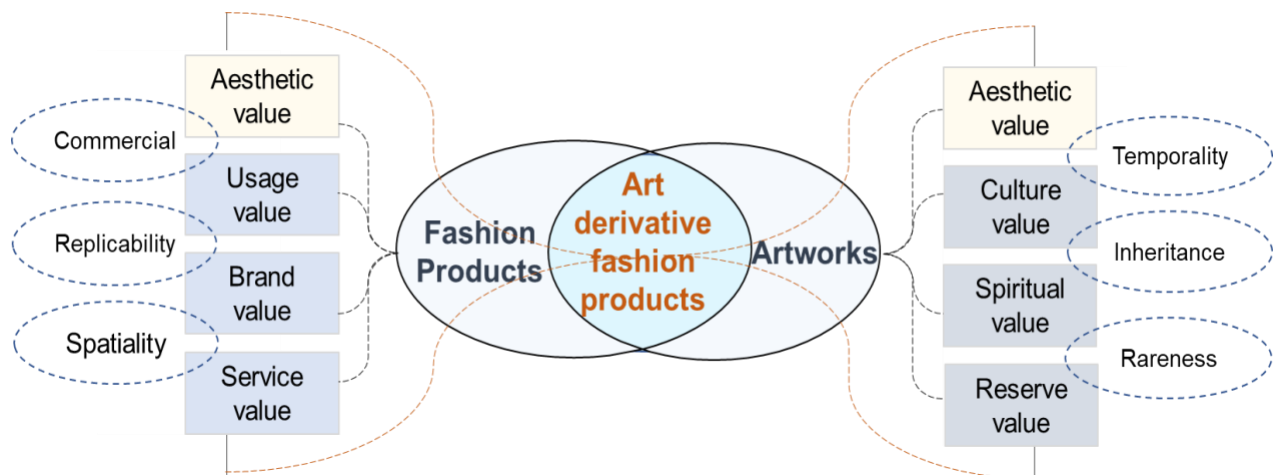 Aesthetic
value
Commercial
Usage
value
Replicability
Brand
value
Spatiality
Service
value
Fashion
Products
Art
derivative
fashion
products
Artworks
Aesthetic
value
Temporality
Culture
value
Inheritance
Spiritual
value
Rareness
Reserve
value